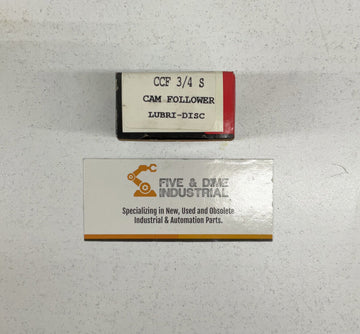 CCF 3/4 S
CAM FOLLOWER
LUBRI-DISC
FIVE & DIME
INDUSTRIAL
Specializing in New, Used and Obsolete
Industrial & Automation Parts.